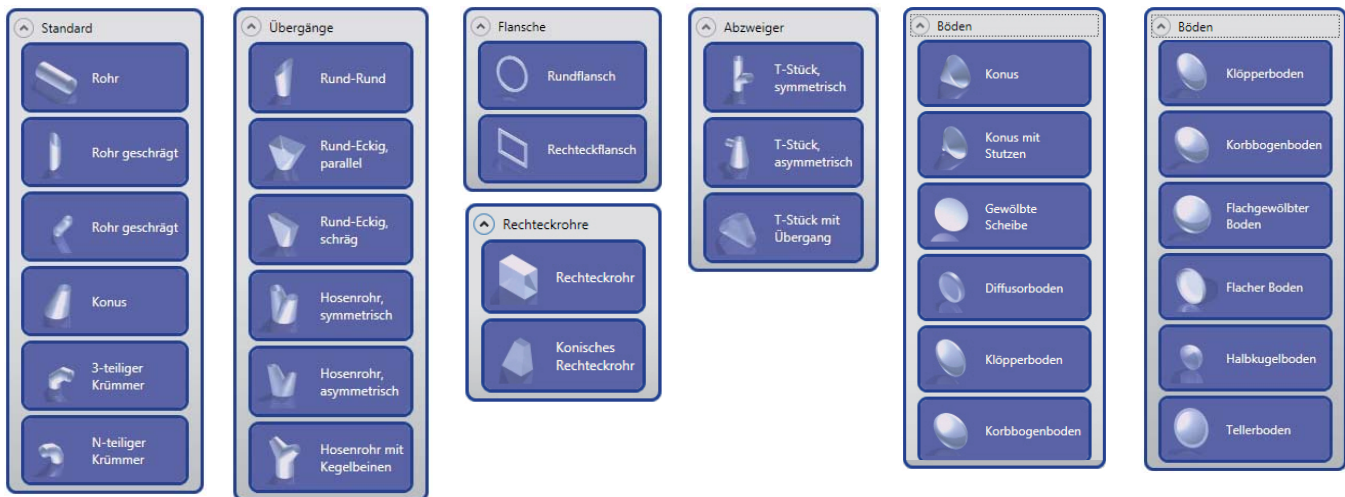 Standard
Rohr
Rohr geschrägt
Rohr geschrägt
Konus
3-teiliger
Krümmer
N-teiliger
Krümmer
Übergänge
Rund-Rund
Rund-Eckig,
parallel
Rund-Eckig,
schräg
Hosenrohr,
symmetrisch
Hosenrohr,
asymmetrisch
Hosenrohr mit
Kegelbeinen
Flansche
Rundflansch
Rechteckflansch
Rechteckrohre
Rechteckrohr
Konisches
Rechteckrohr
Abzweiger
T-Stück,
symmetrisch
T-Stück,
asymmetrisch
T-Stück mit
Übergang
Böden
Konus
Konus mit
Stutzen
Gewölbte
Scheibe
Diffusorboden
Klöpperboden
Korbbogenboden
Böden
Klöpperboden
Korbbogenboden
Flachgewölbter
Boden
Flacher Boden
Halbkugelboden
Tellerboden